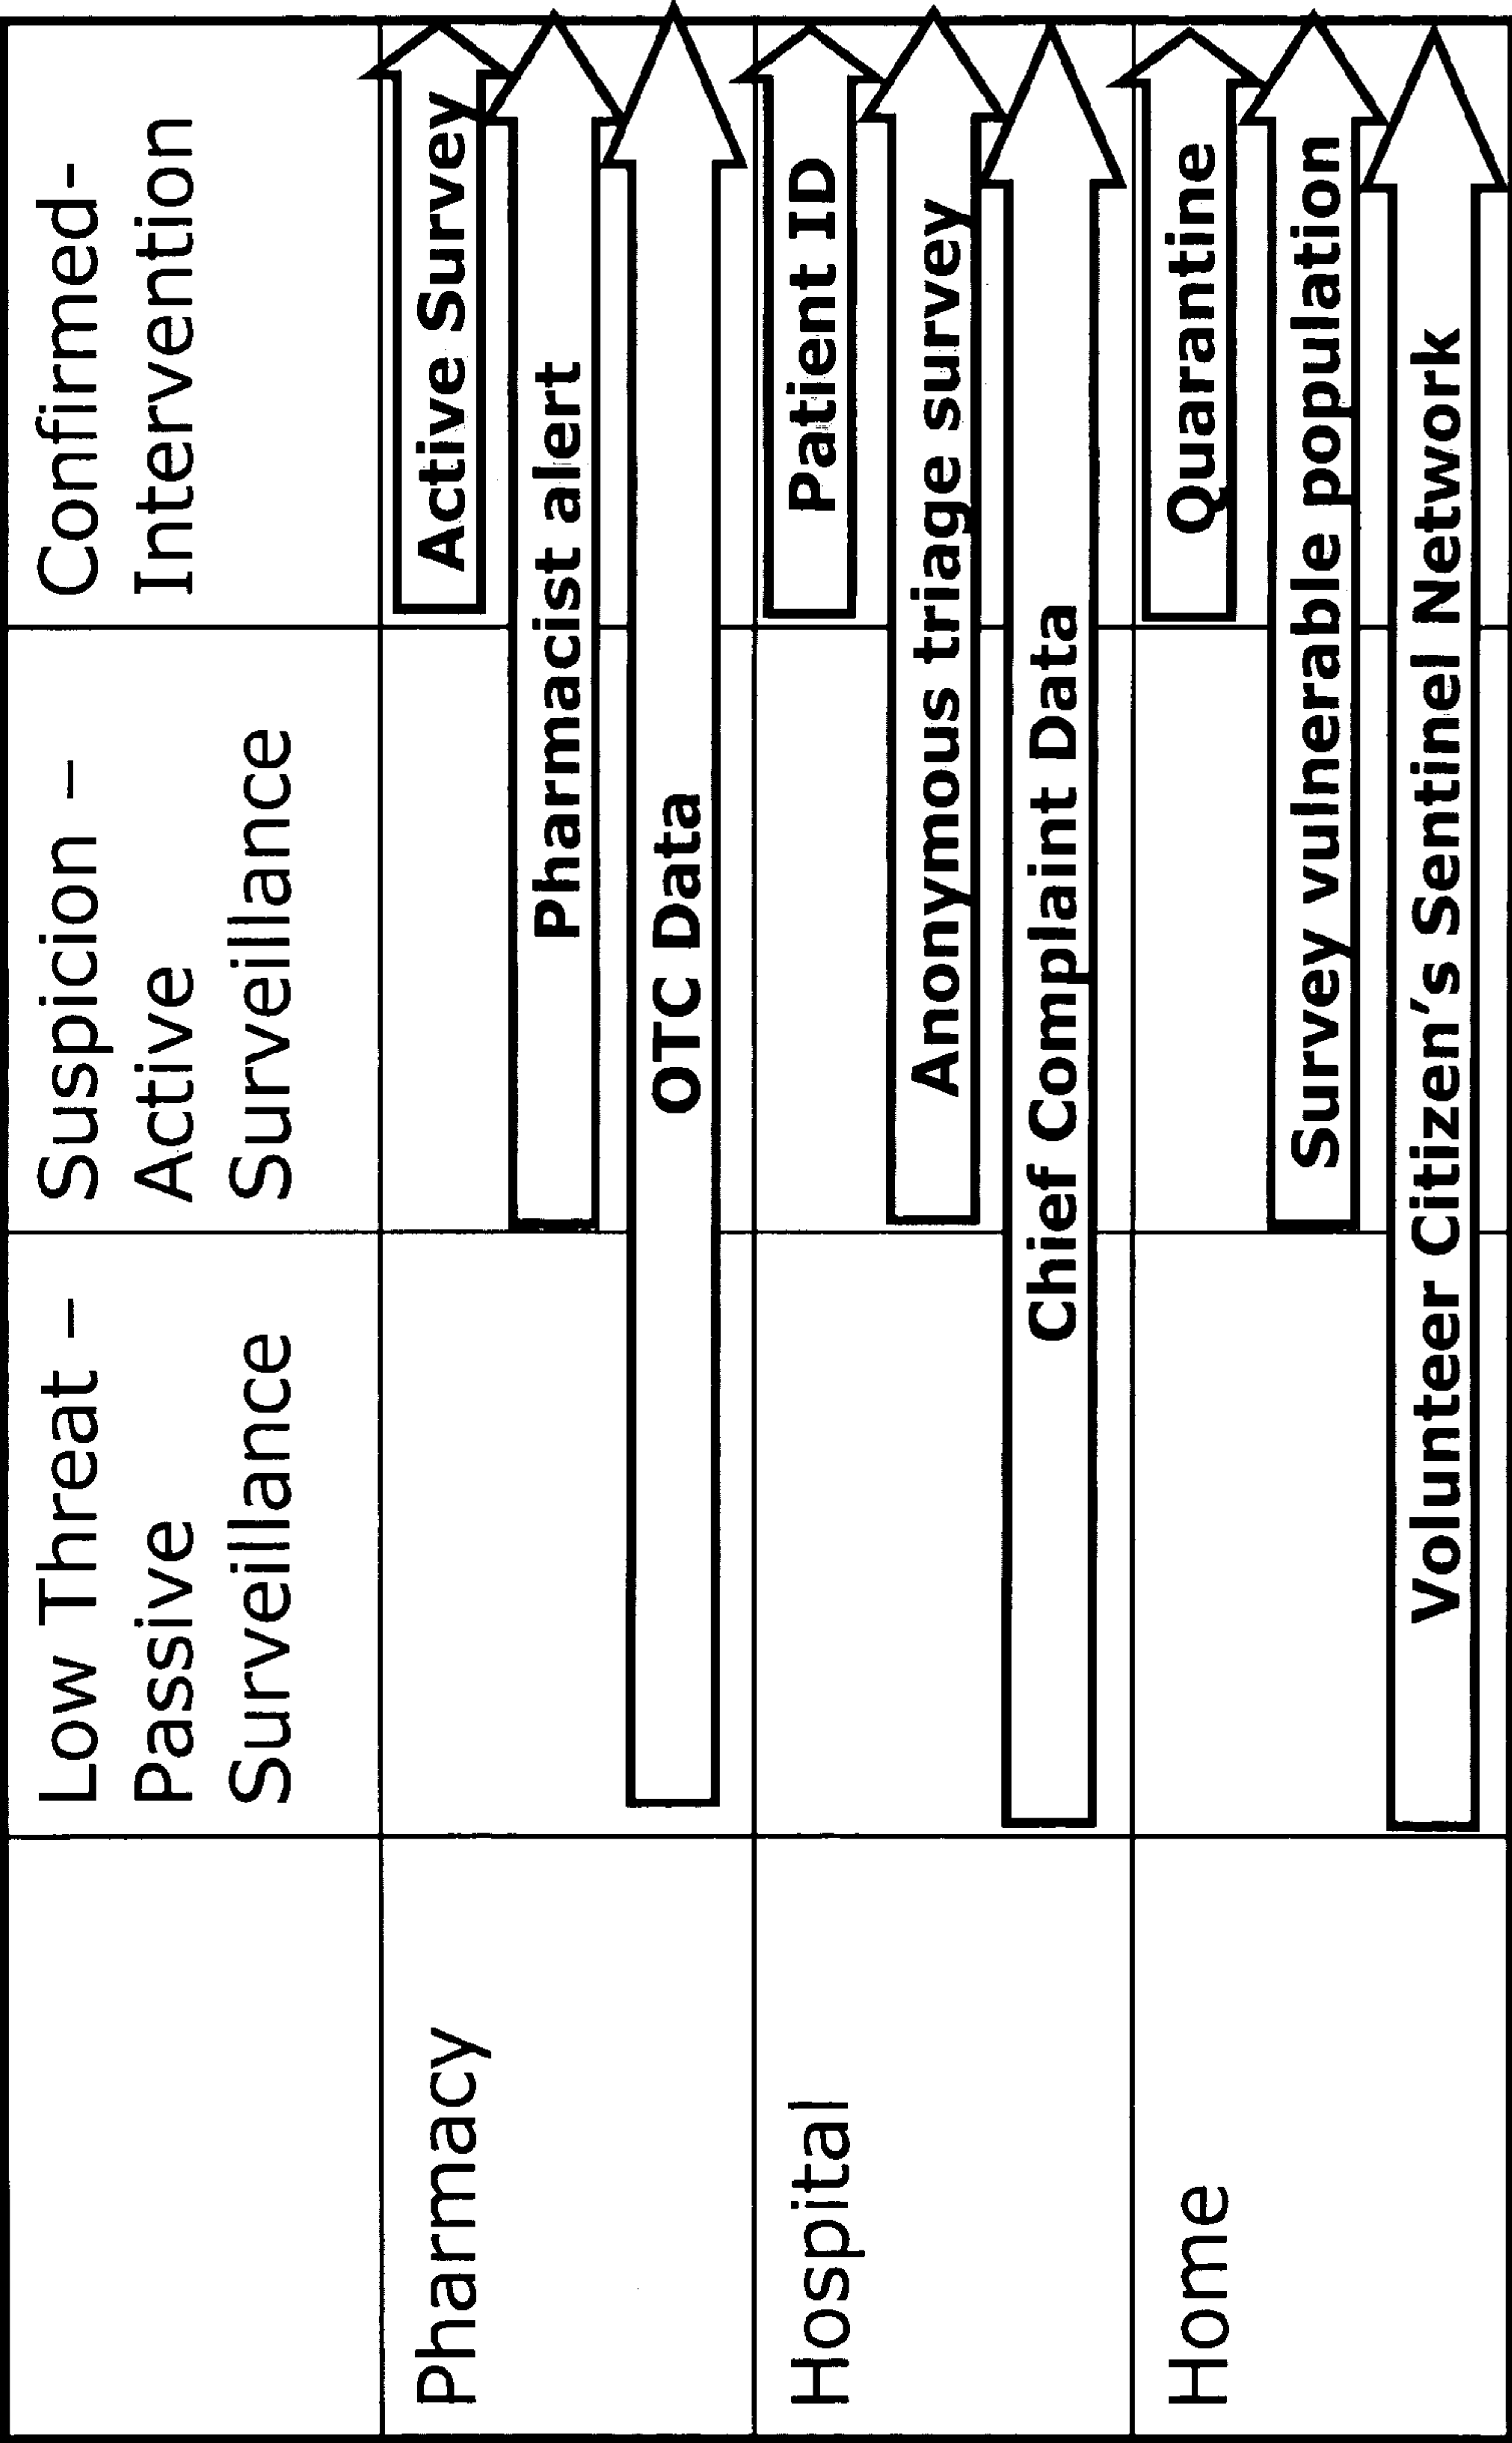 Low Threat –
Passive
Surveillance
Suspicion –
Active
Surveillance
Confirmed-
Intervention
Pharmacy
Active Survey
Pharmacist alert
OTC Data
Hospital
Patient ID
Anonymous triage survey
Chief Complaint Data
Home
Quarantine
Survey vulnerable population
Volunteer Citizen’s Sentinel Network